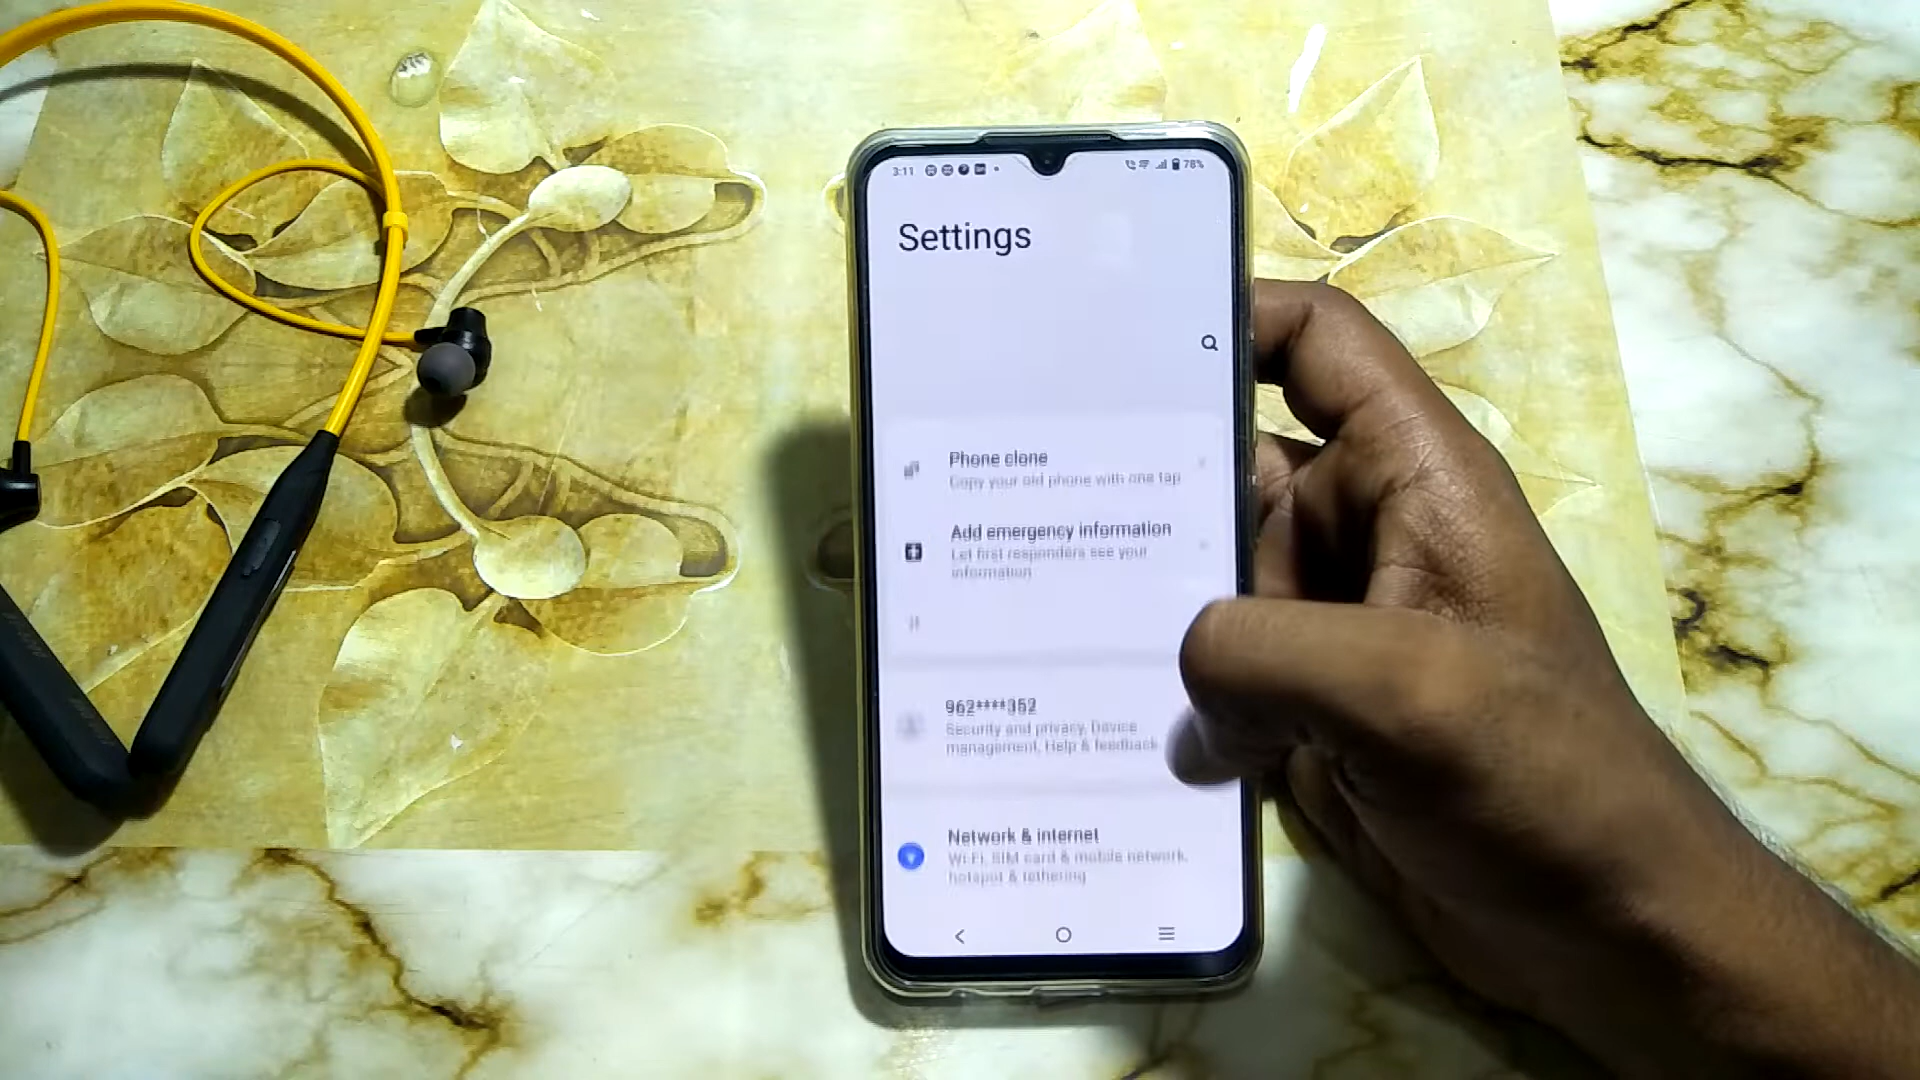 3:11
78%
Settings
Phone clone
Copy your old phone with one tap
Add emergency information
Let first responders see your
information
962****352
Security and privacy, Device
management, Help & feedback
Network & internet
Wi-Fi, SIM card & mobile network,
hotspot & tethering